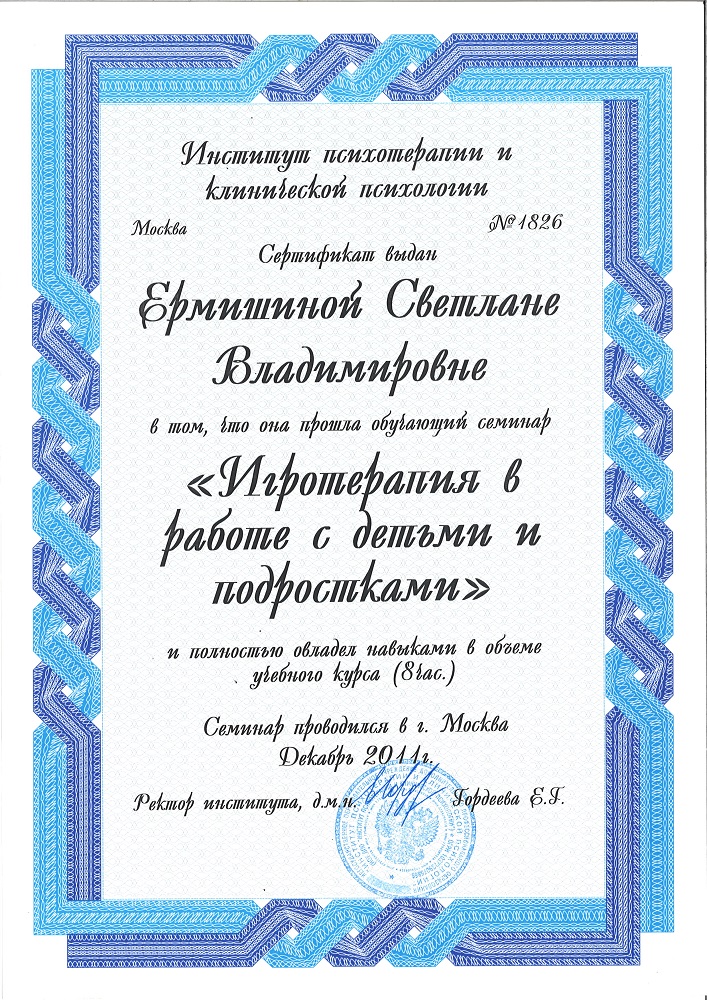 Институт психотерапии и
клинической психологии
Москва №1826
Сертификат выдан
Ермишиной Светлане
Владимировне
в том, что она прошла обучающий семинар
«Игротерапия в
работе с детьми и
подростками»
и полностью овладел навыками в объеме
учебного курса (8час.)
Семинар проводился в г. Москва
Декабрь 2011г.
Ректор института, д.м.н. Гордеева Е.Г.